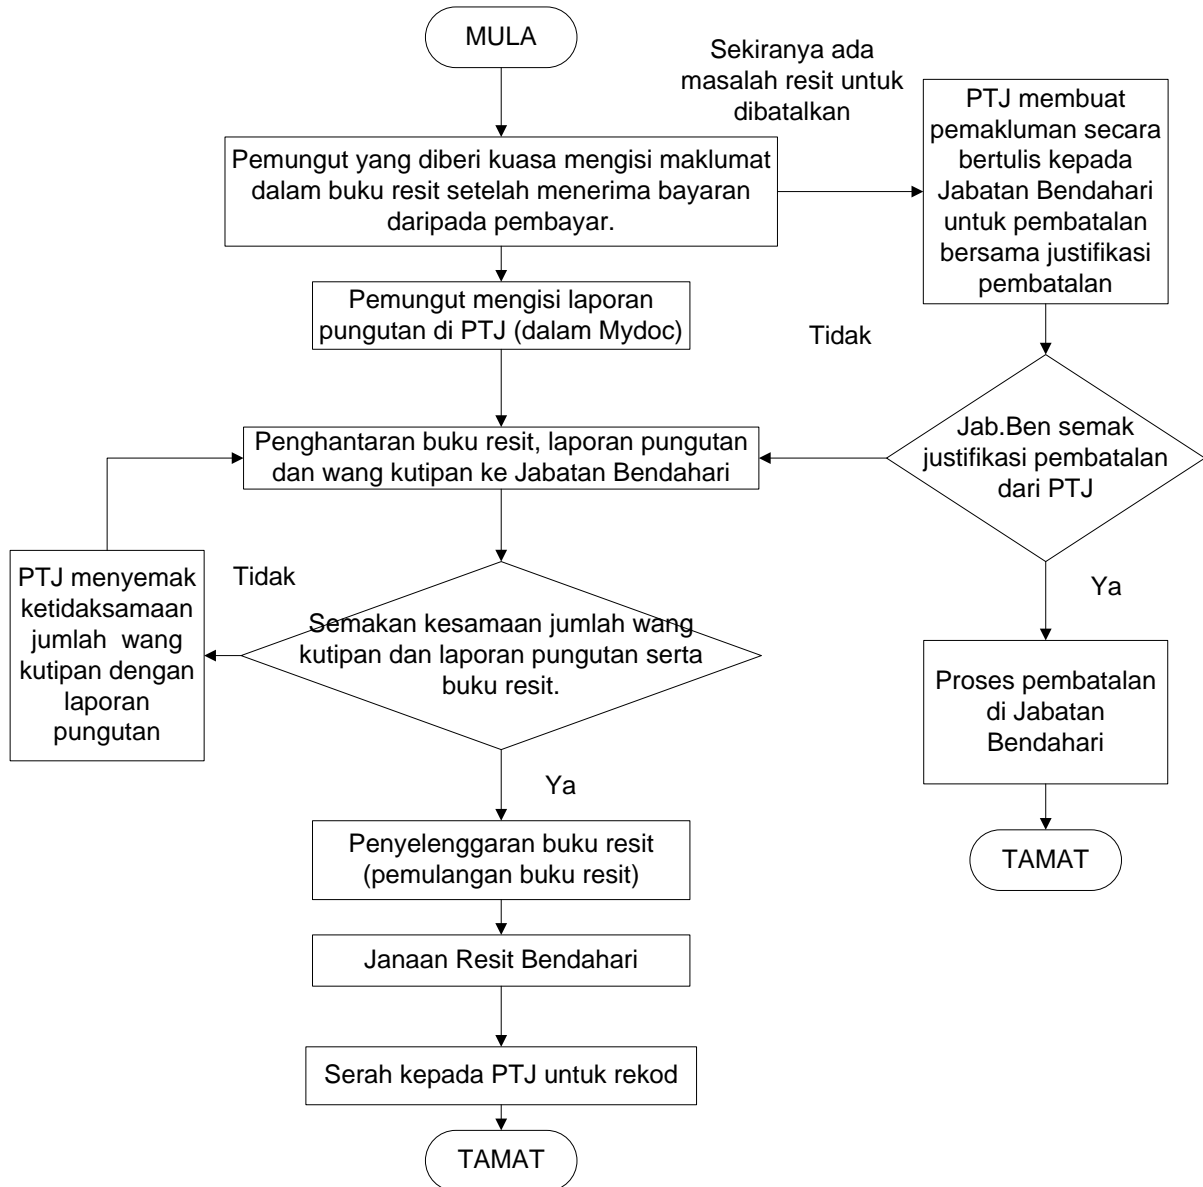 MULA
Sekiranya ada
masalah resit untuk
dibatalkan
PTJ membuat
pemakluman secara
bertulis kepada
Jabatan Bendahari
untuk pembatalan
bersama justifikasi
pembatalan
Pemungut yang diberi kuasa mengisi maklumat
dalam buku resit setelah menerima bayaran
daripada pembayar.
Pemungut mengisi laporan
pungutan di PTJ (dalam Mydoc)
Tidak
Jab.Ben semak
justifikasi pembatalan
dari PTJ
Penghantaran buku resit, laporan pungutan
dan wang kutipan ke Jabatan Bendahari
PTJ menyemak
ketidaksamaan
jumlah  wang
kutipan dengan
laporan
pungutan
Tidak
Semakan kesamaan jumlah wang
kutipan dan laporan pungutan serta
buku resit.
Ya
Proses pembatalan
di Jabatan
Bendahari
Ya
Penyelenggaran buku resit
(pemulangan buku resit)
TAMAT
Janaan Resit Bendahari
Serah kepada PTJ untuk rekod
TAMAT